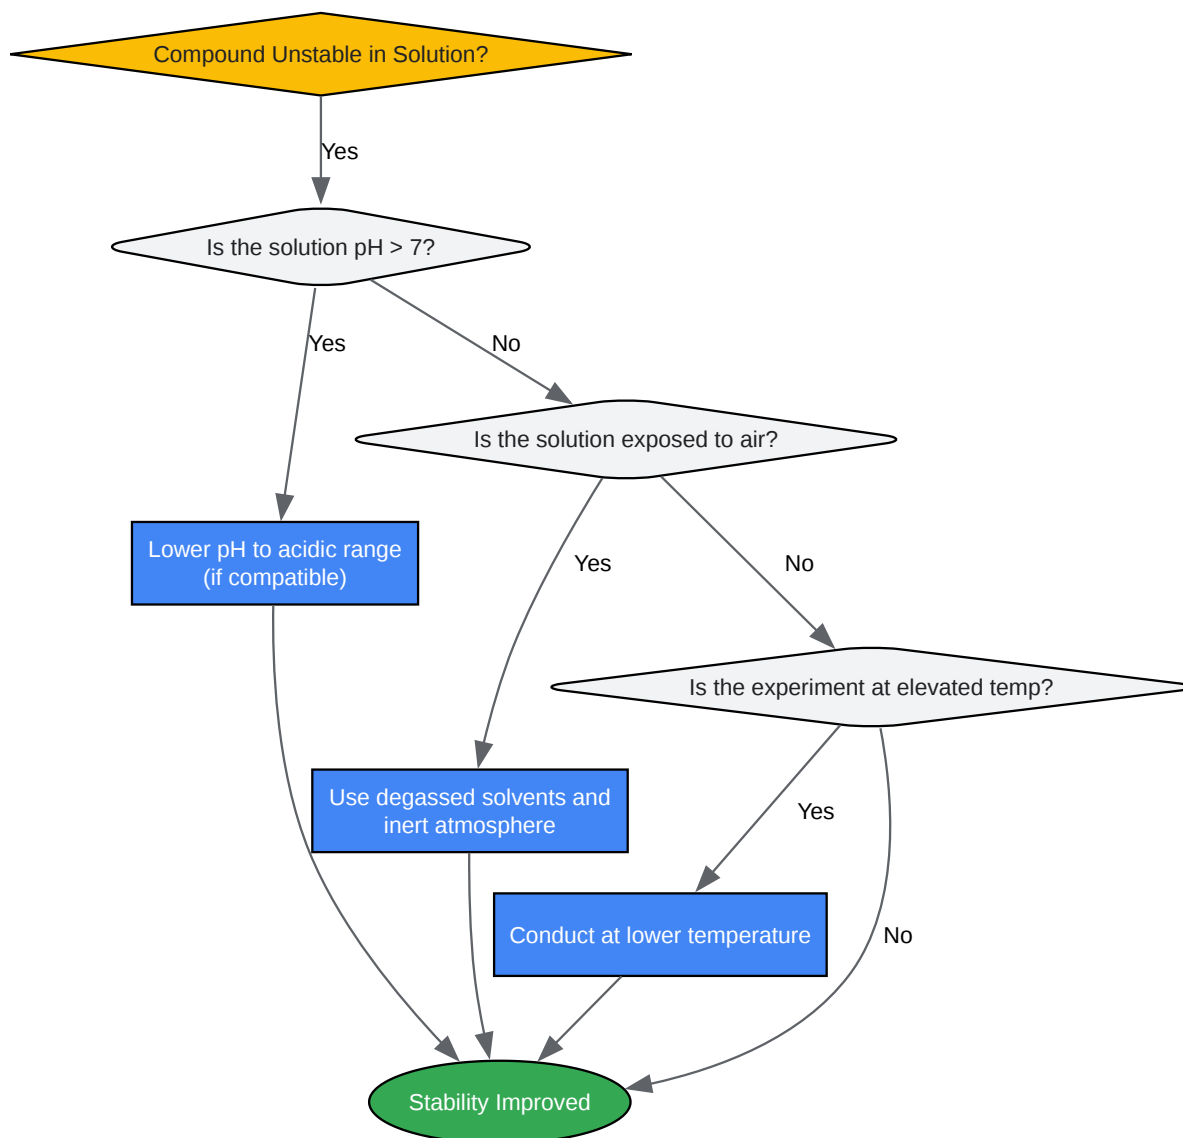 Compound Unstable in Solution?
Yes
Is the solution pH > 7?
Yes
No
Is the solution exposed to air?
Lower pH to acidic range
(if compatible)
Yes
No
Is the experiment at elevated temp?
Use degassed solvents and
inert atmosphere
Yes
Conduct at lower temperature
No
Stability Improved